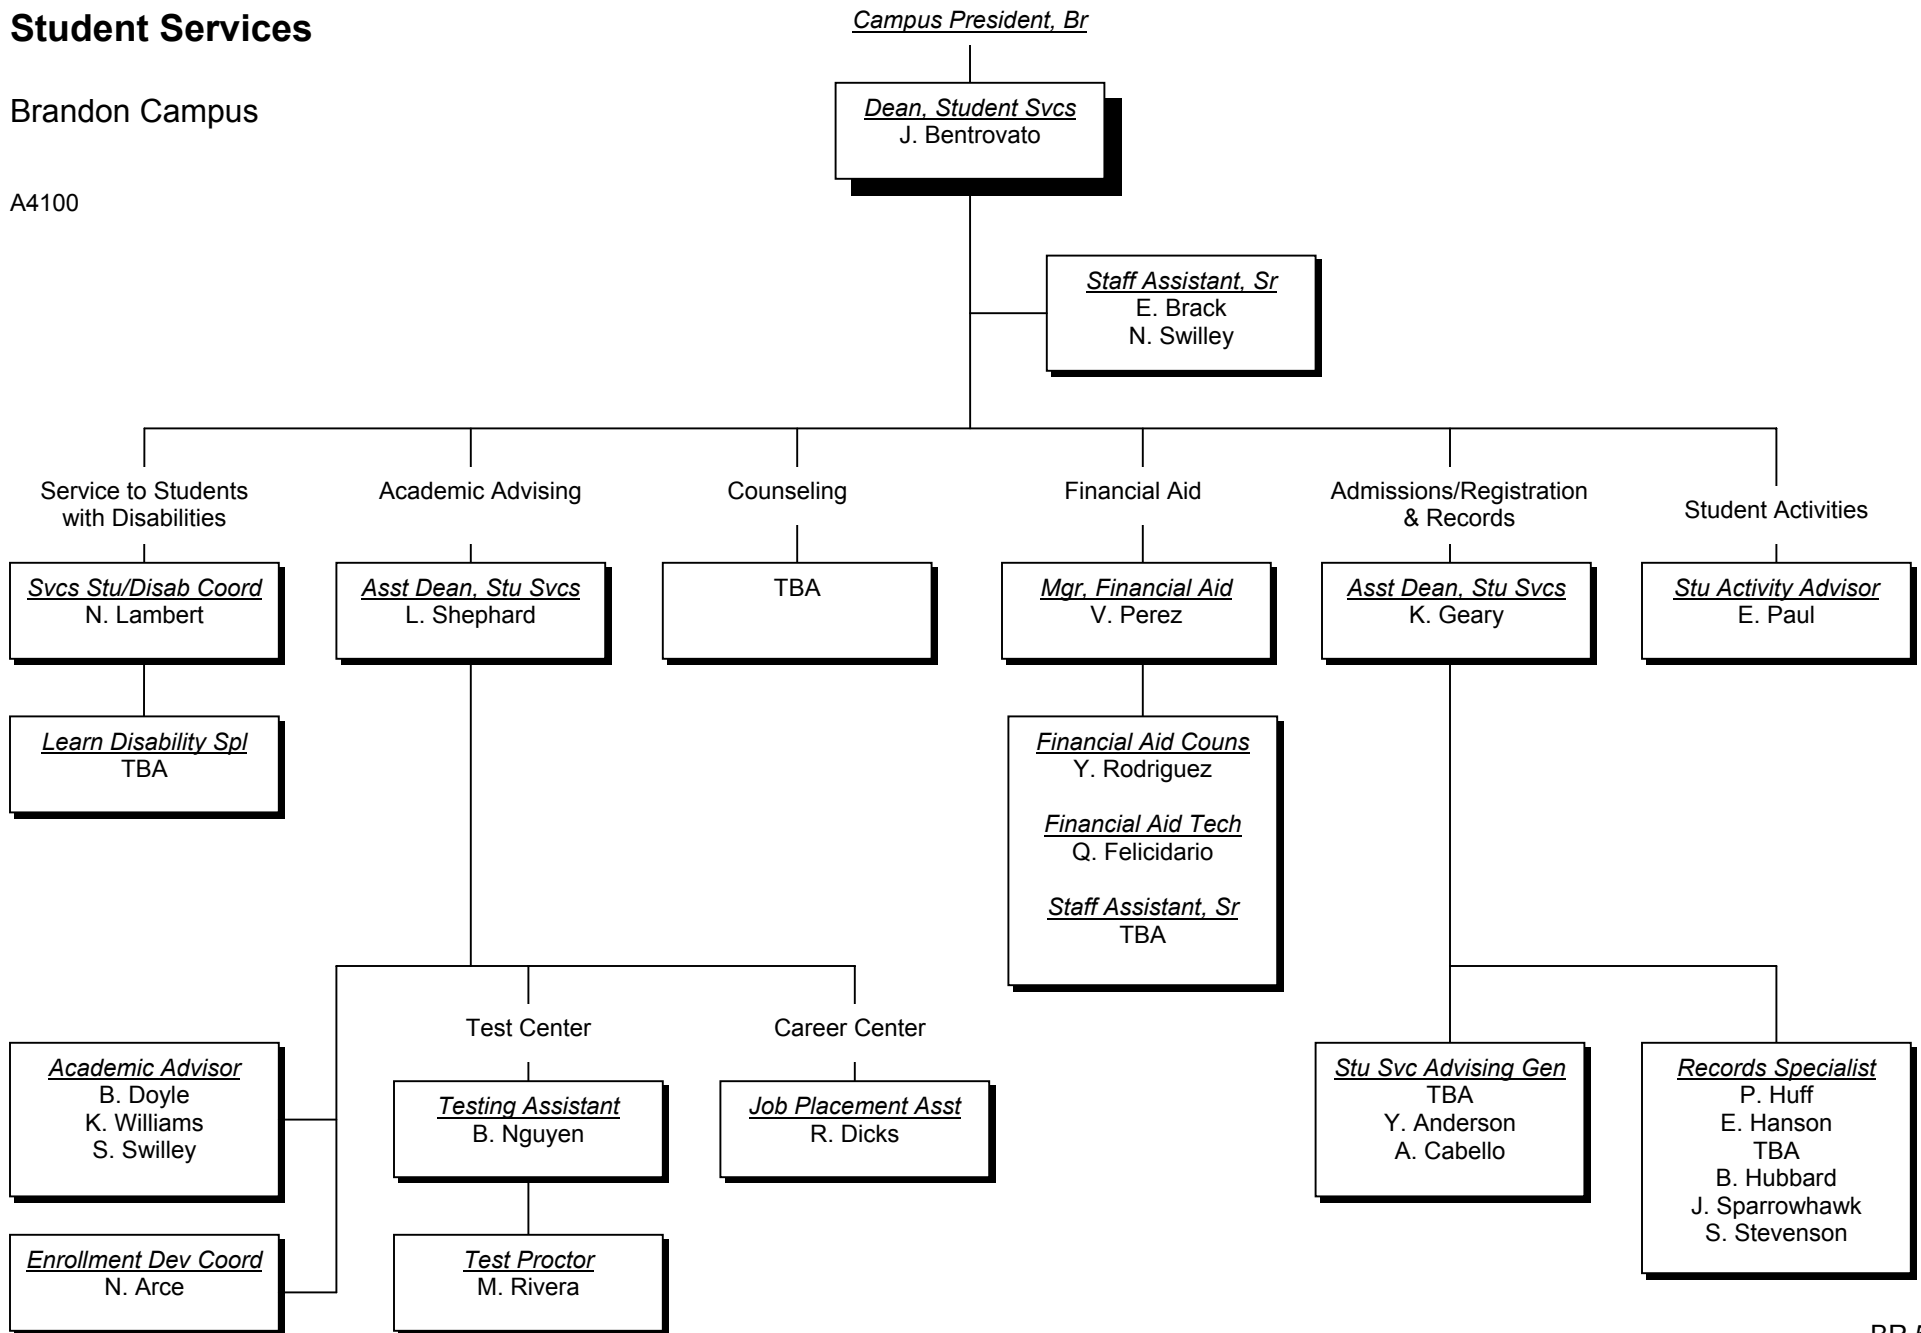 Student Services
Brandon Campus
A4100
Campus President, Br
Dean, Student Svcs
J. Bentrovato
Staff Assistant, Sr
E. Brack
N. Swilley
Service to Students
with Disabilities
Academic Advising
Counseling
Financial Aid
Admissions/Registration
& Records
Student Activities
Svcs Stu/Disab Coord
N. Lambert
Asst Dean, Stu Svcs
L. Shephard
TBA
Mgr, Financial Aid
V. Perez
Asst Dean, Stu Svcs
K. Geary
Stu Activity Advisor
E. Paul
Learn Disability Spl
TBA
Financial Aid Couns
Y. Rodriguez
Financial Aid Tech
Q. Felicidario
Staff Assistant, Sr
TBA
Test Center
Career Center
Academic Advisor
B. Doyle
K. Williams
S. Swilley
Testing Assistant
B. Nguyen
Job Placement Asst
R. Dicks
Stu Svc Advising Gen
TBA
Y. Anderson
A. Cabello
Records Specialist
P. Huff
E. Hanson
TBA
B. Hubbard
J. Sparrowhawk
S. Stevenson
Enrollment Dev Coord
N. Arce
Test Proctor
M. Rivera
BR